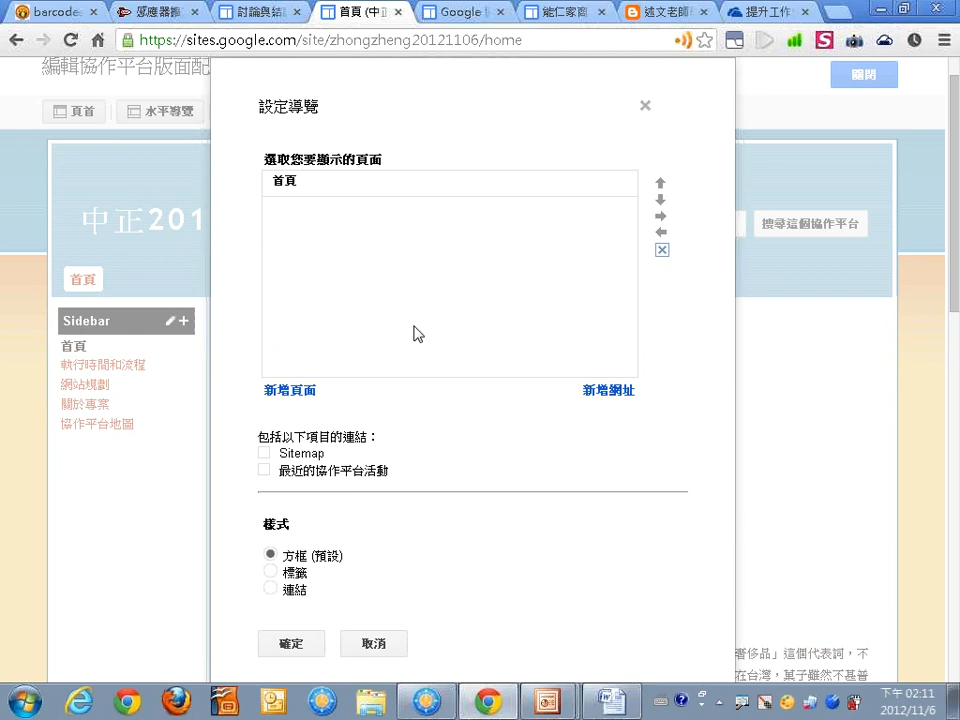 barcode
感應器
討論與結
首頁 (中正
Google
能仁家商
述文老師
提升工作
https://sites.google.com/site/zhongzheng20121106/home
編輯協作平台版面配
關閉
頁首
水平導覽
設定導覽
選取您要顯示的頁面
首頁
中正201
搜尋這個協作平台
首頁
Sidebar
首頁
執行時間和流程
網站規劃
關於專案
協作平台地圖
新增頁面
新增網址
包括以下項目的連結：
Sitemap
最近的協作平台活動
樣式
方框 (預設)
標籤
連結
確定
取消
奢侈品」這個代表詞，不
在台灣，菓子雖然不甚普
下午 02:11
2012/11/6